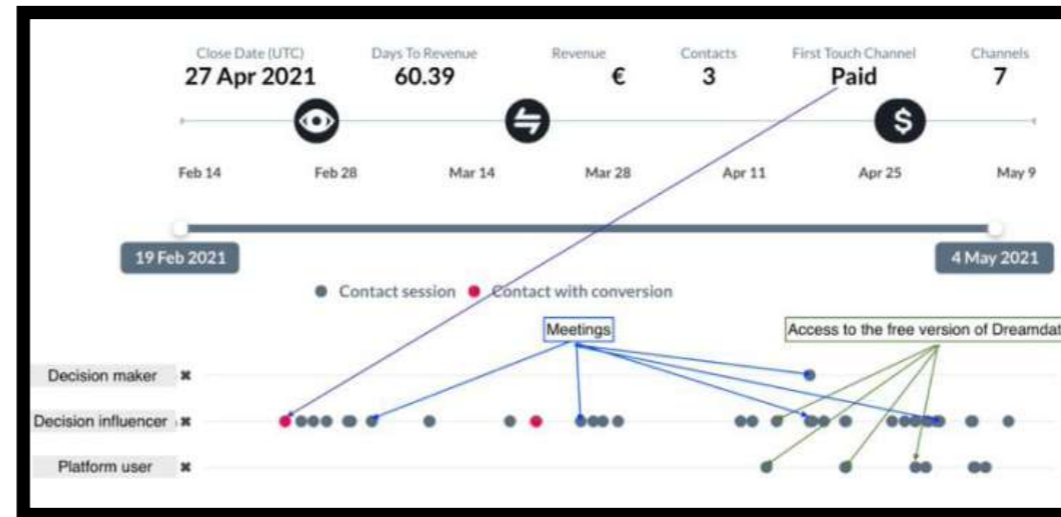 Close Date (UTC) Days To Revenue Revenue Contacts First Touch Channel Channels
27 Apr 2021 60.39 € 3 Paid 7
$
Feb 14 Feb 28 Mar 14 Mar 28 Apr 11 Apr 25 May 9
19 Feb 2021 4 May 2021
Contact session Contact with conversion
Meetings Access to the free version of Dreamdat
Decision maker
Decision influencer
Platform user